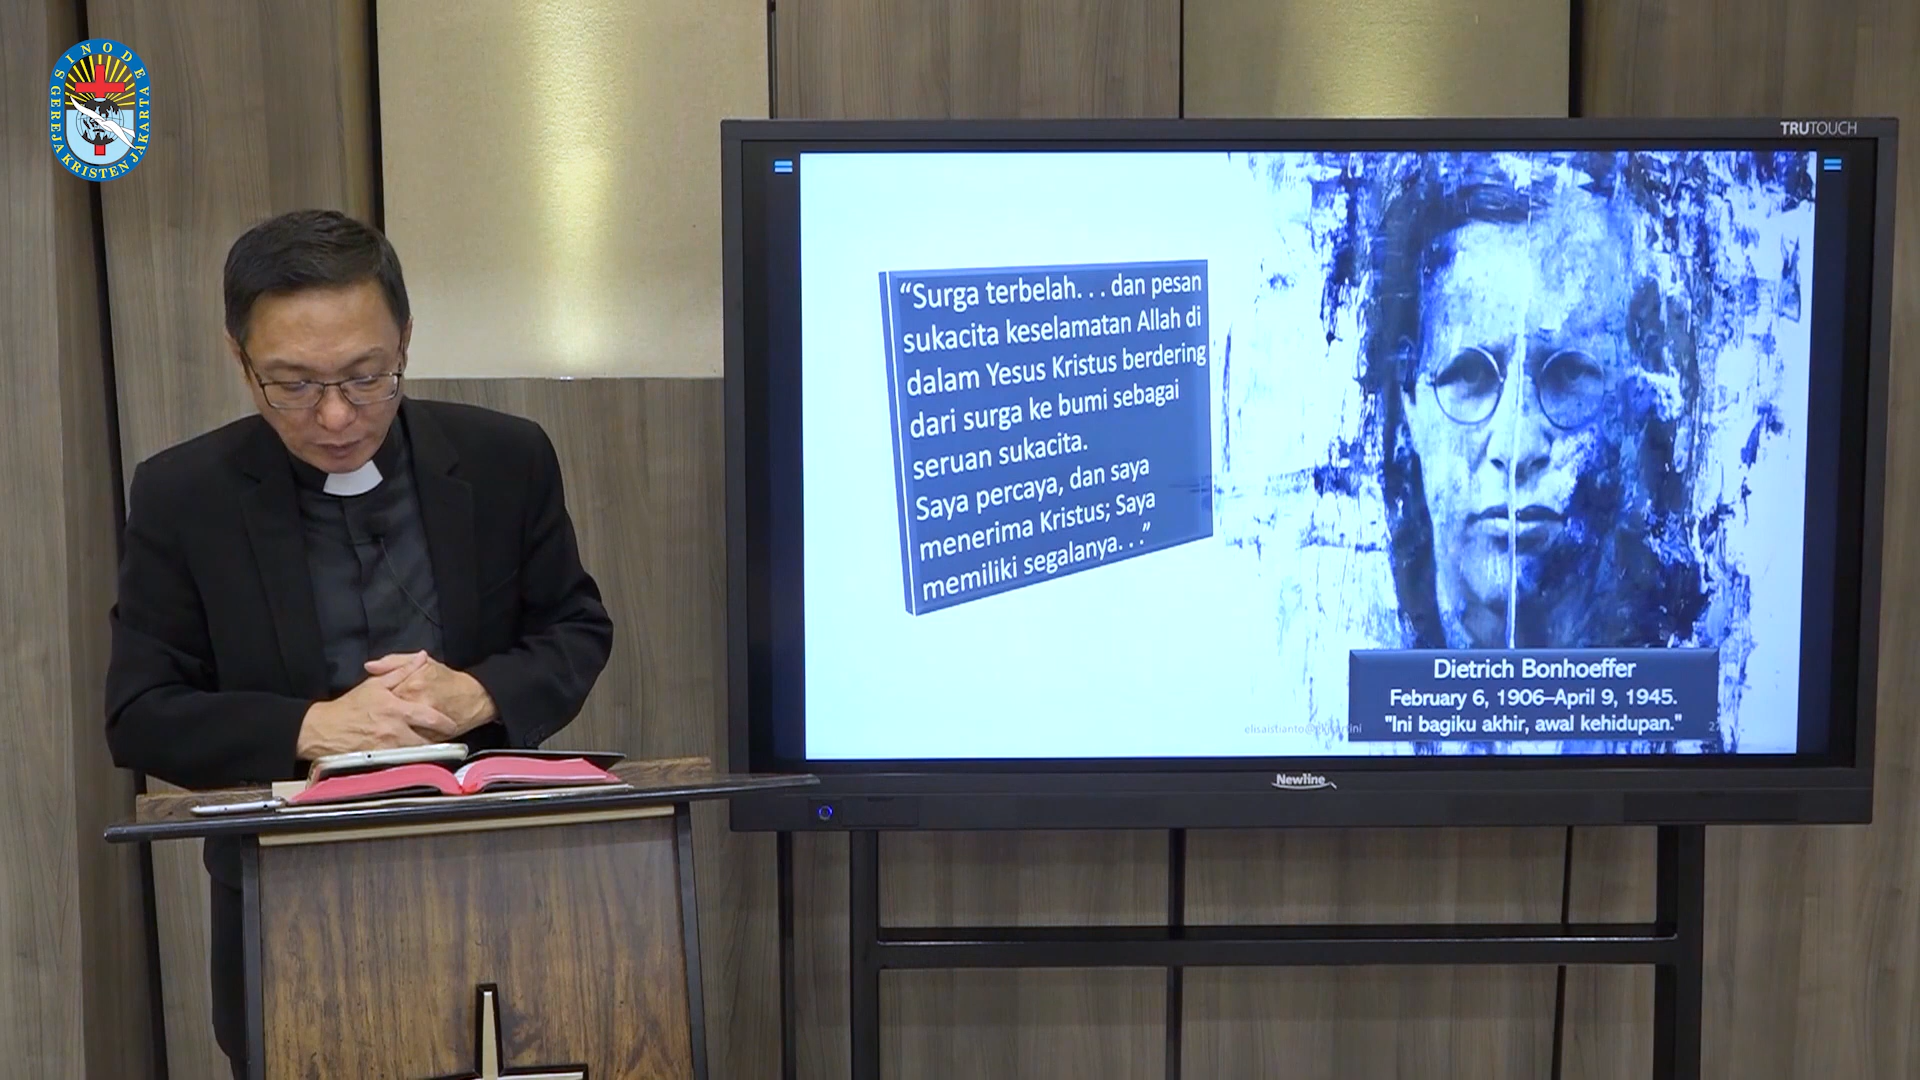 SINODE
GEREJA KRISTEN JAKARTA
TRUTOUCH
“Surga terbelah. . . dan pesan
sukacita keselamatan Allah di
dalam Yesus Kristus berdering
dari surga ke bumi sebagai
seruan sukacita.
Saya percaya, dan saya
menerima Kristus; Saya
memiliki segalanya. . .”
Dietrich Bonhoeffer
February 6, 1906–April 9, 1945.
"Ini bagiku akhir, awal kehidupan."
Newline